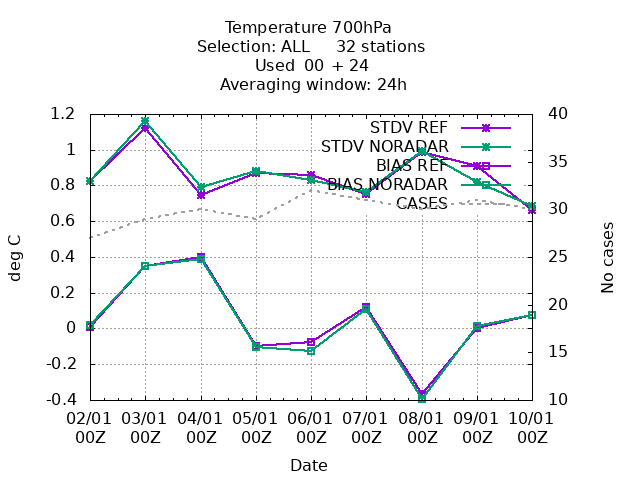 Temperature 700hPa
Selection: ALL 32 stations
Used 00 + 24
Averaging window: 24h
1.2
1
0.8
0.6
0.4
0.2
0
-0.2
-0.4
deg C
STDV REF
STDV NORADAR
BIAS REF
BIAS NORADAR
CASES
40
35
30
25
20
15
10
No cases
02/01 03/01 04/01 05/01 06/01 07/01 08/01 09/01 10/01
00Z 00Z 00Z 00Z 00Z 00Z 00Z 00Z 00Z
Date